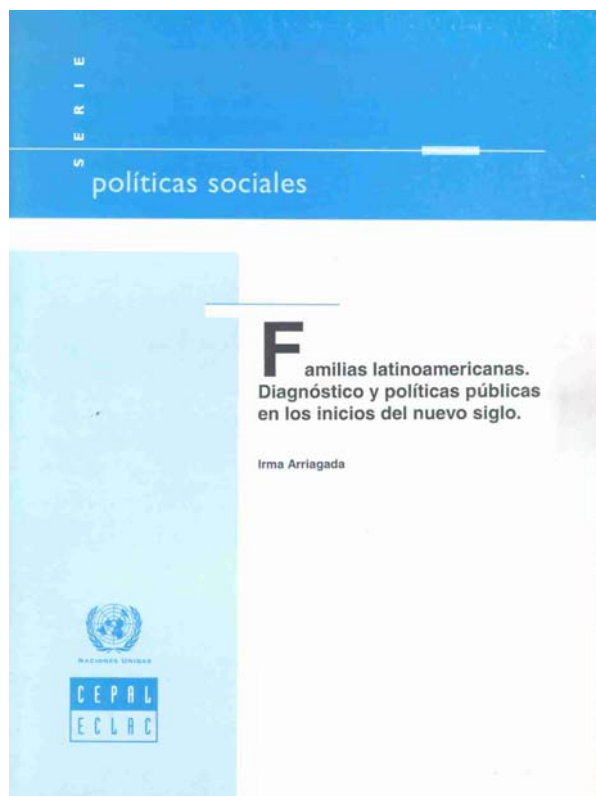 SERIE
políticas sociales
Familias latinoamericanas.
Diagnóstico y políticas públicas
en los inicios del nuevo siglo.
Irma Arriagada
NACIONES UNIDAS
CEPAL
ECLAC